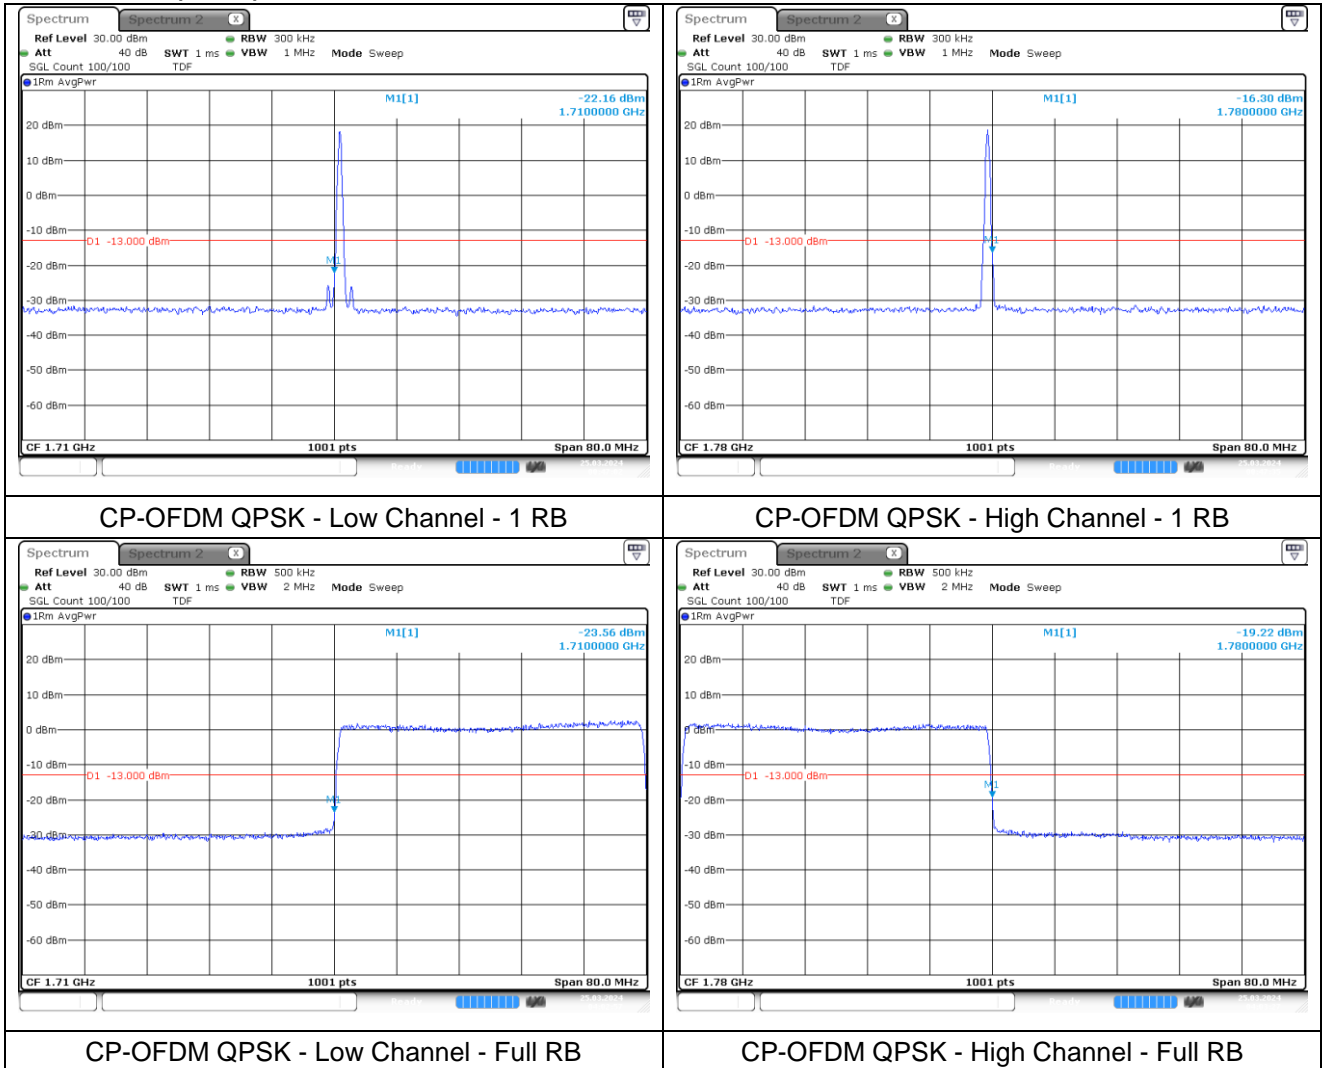 Spectrum Spectrum 2 X
Ref Level 30.00 dBm RBW 300 kHz
Att 40 dB SWT 1 ms VBW 1 MHz Mode Sweep
SGL Count 100/100 TDF
1Rm AvgPwr
M1[1] -22.16 dBm
1.7100000 GHz
20 dBm
10 dBm
0 dBm
-10 dBm
D1 -13.000 dBm
M1
-20 dBm
-30 dBm
-40 dBm
-50 dBm
-60 dBm
CF 1.71 GHz 1001 pts Span 80.0 MHz
Ready 25.03.2024
CP-OFDM QPSK - Low Channel - 1 RB
Spectrum Spectrum 2 X
Ref Level 30.00 dBm RBW 300 kHz
Att 40 dB SWT 1 ms VBW 1 MHz Mode Sweep
SGL Count 100/100 TDF
1Rm AvgPwr
M1[1] -16.30 dBm
1.7800000 GHz
20 dBm
10 dBm
0 dBm
-10 dBm
D1 -13.000 dBm
M1
-20 dBm
-30 dBm
-40 dBm
-50 dBm
-60 dBm
CF 1.78 GHz 1001 pts Span 80.0 MHz
Ready 25.03.2024
CP-OFDM QPSK - High Channel - 1 RB
Spectrum Spectrum 2 X
Ref Level 30.00 dBm RBW 500 kHz
Att 40 dB SWT 1 ms VBW 2 MHz Mode Sweep
SGL Count 100/100 TDF
1Rm AvgPwr
M1[1] -23.56 dBm
1.7100000 GHz
20 dBm
10 dBm
0 dBm
-10 dBm
D1 -13.000 dBm
M1
-20 dBm
-30 dBm
-40 dBm
-50 dBm
-60 dBm
CF 1.71 GHz 1001 pts Span 80.0 MHz
Ready 25.03.2024
CP-OFDM QPSK - Low Channel - Full RB
Spectrum Spectrum 2 X
Ref Level 30.00 dBm RBW 500 kHz
Att 40 dB SWT 1 ms VBW 2 MHz Mode Sweep
SGL Count 100/100 TDF
1Rm AvgPwr
M1[1] -19.22 dBm
1.7800000 GHz
20 dBm
10 dBm
0 dBm
-10 dBm
D1 -13.000 dBm
M1
-20 dBm
-30 dBm
-40 dBm
-50 dBm
-60 dBm
CF 1.78 GHz 1001 pts Span 80.0 MHz
Ready 25.03.2024
CP-OFDM QPSK - High Channel - Full RB